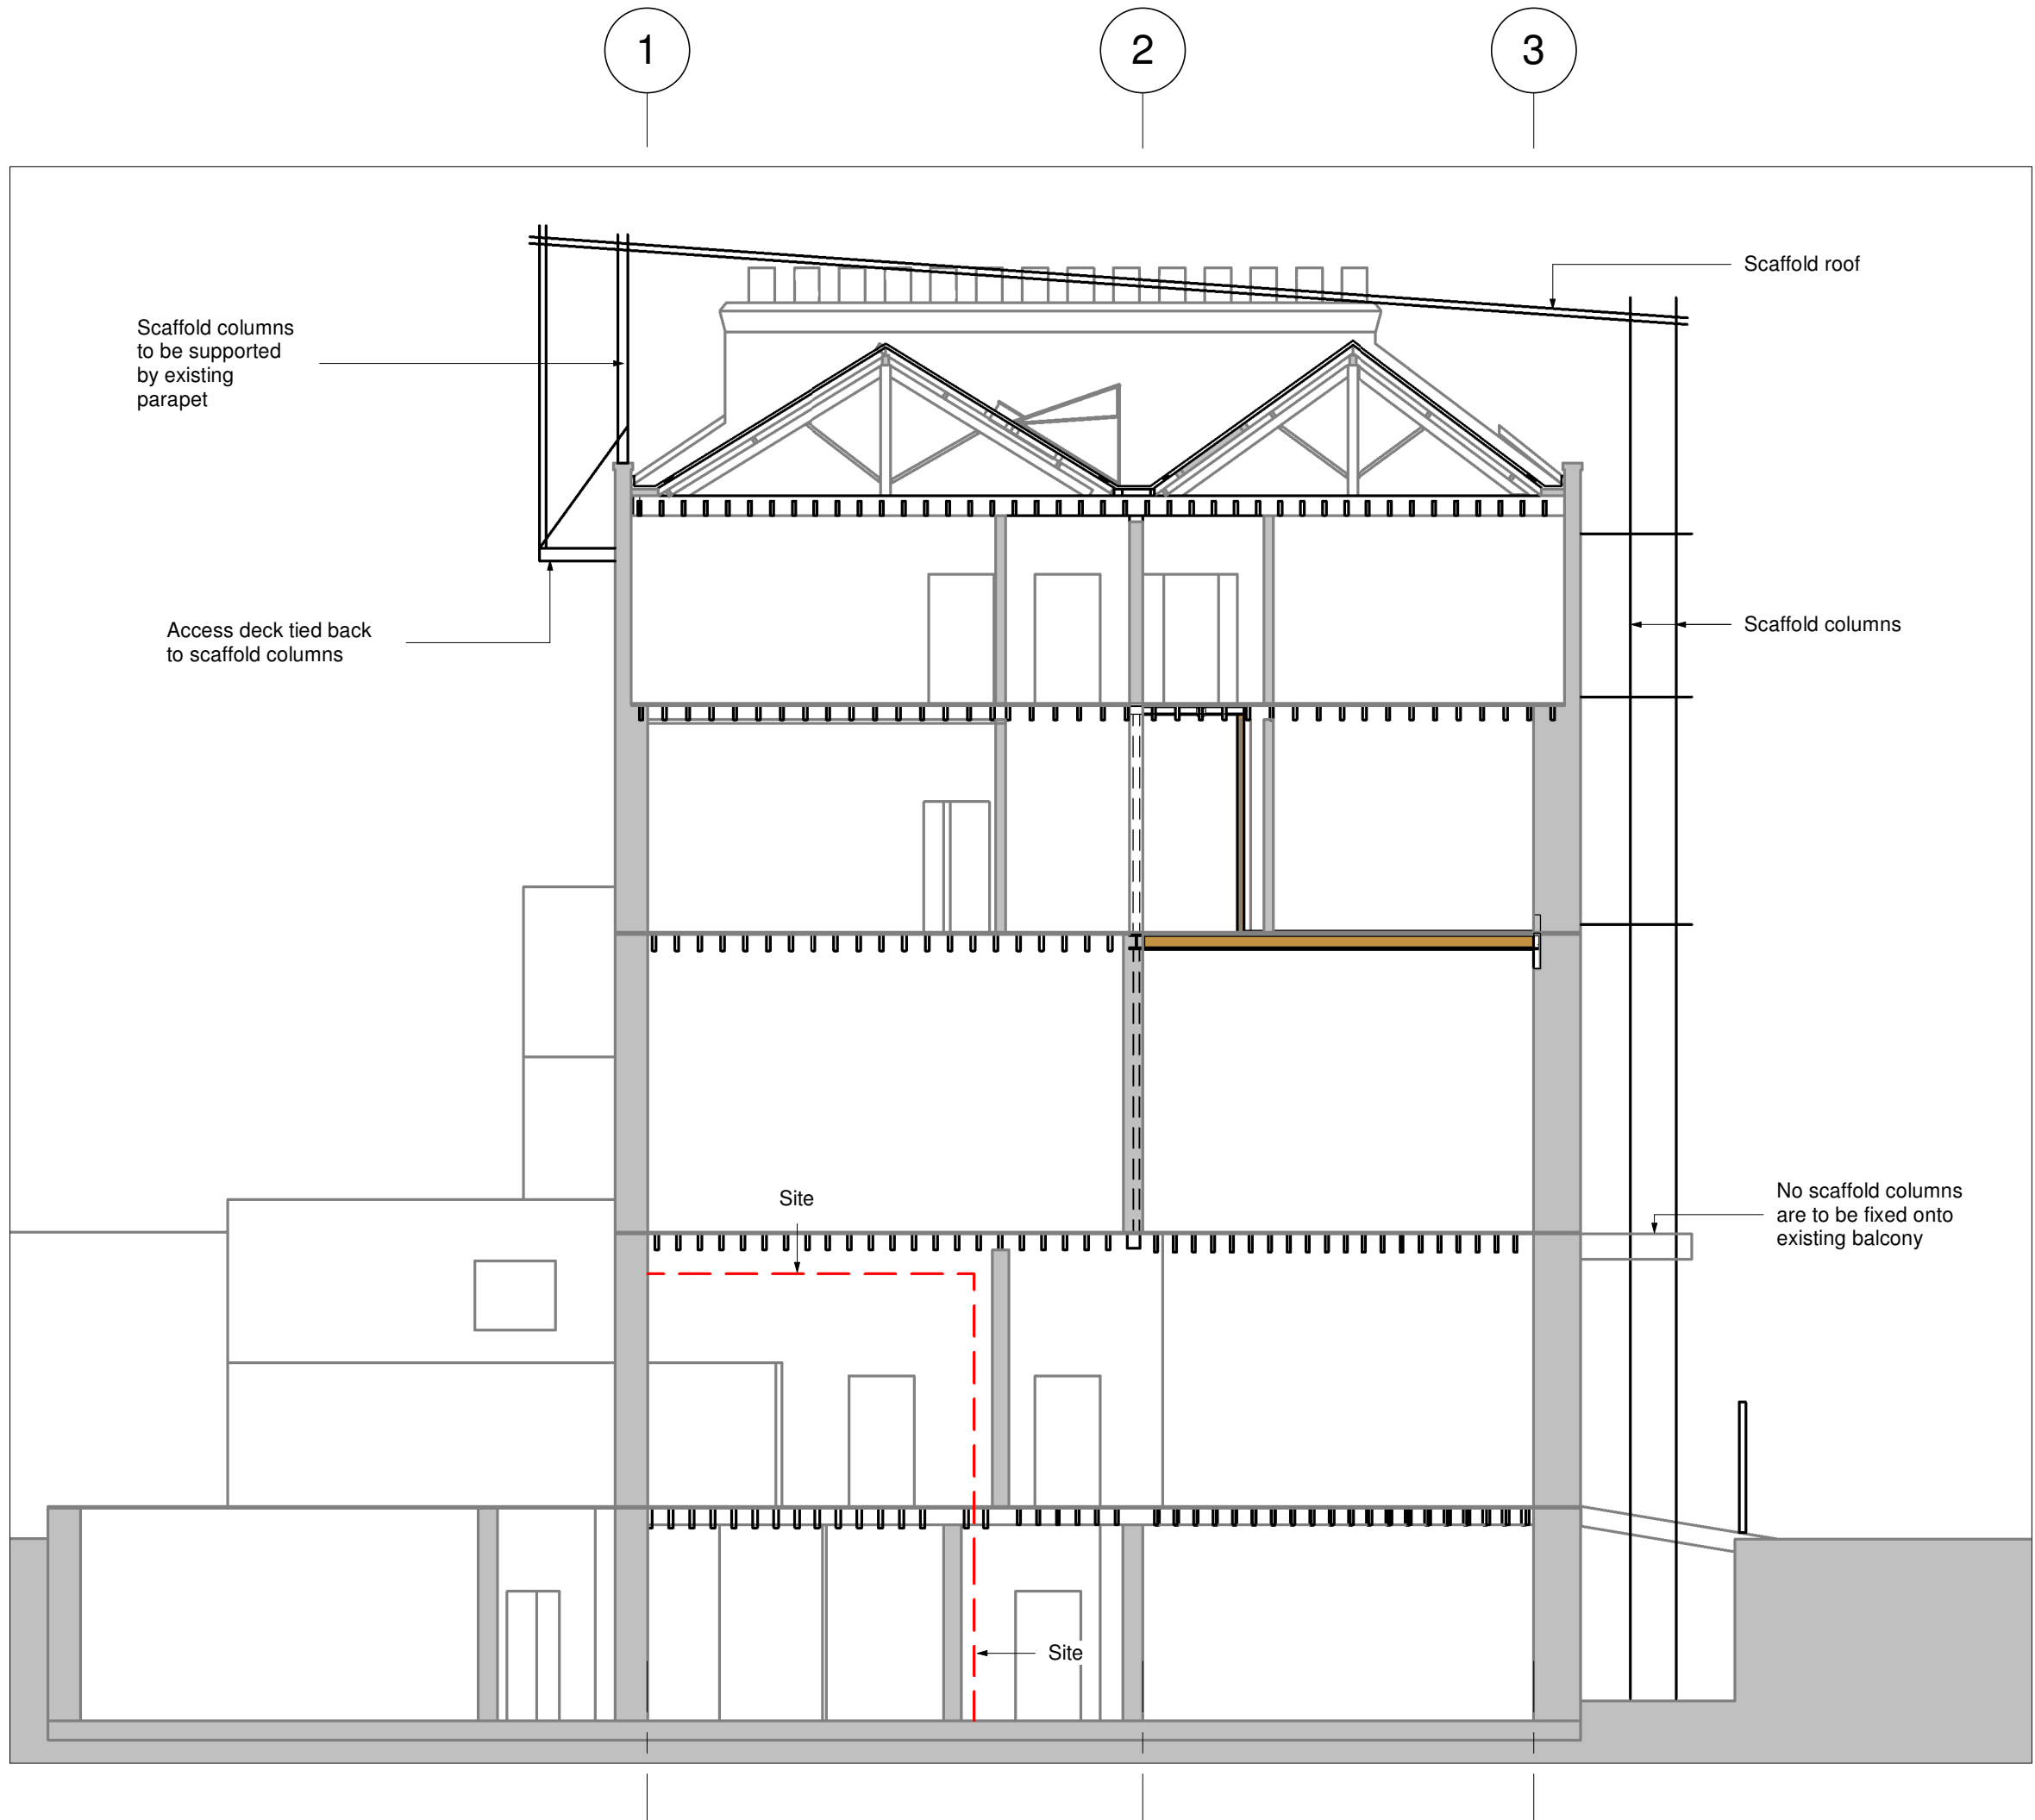 1
2
3
Scaffold roof
Scaffold columns
to be supported
by existing
parapet
Access deck tied back
to scaffold columns
Scaffold columns
No scaffold columns
are to be fixed onto
existing balcony
Site
Site